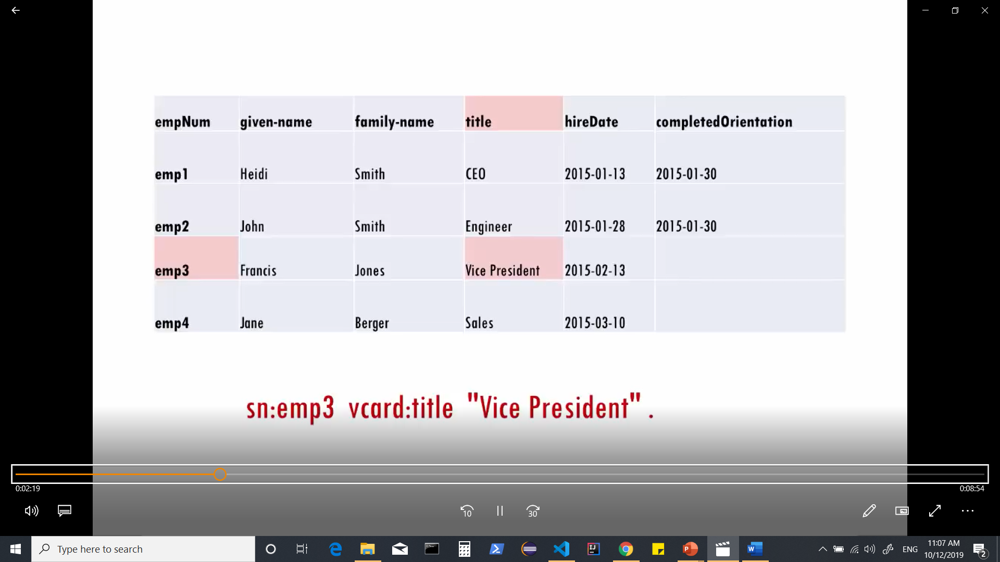 empNum given-name family-name title hireDate completedOrientation
emp1 Heidi Smith CEO 2015-01-13 2015-01-30
emp2 John Smith Engineer 2015-01-28 2015-01-30
emp3 Francis Jones Vice President 2015-02-13
emp4 Jane Berger Sales 2015-03-10
sn:emp3 vcard:title "Vice President" .
0:02:19 0:08:54
10 30
Type here to search ENG 11:07 AM
10/12/2019 2